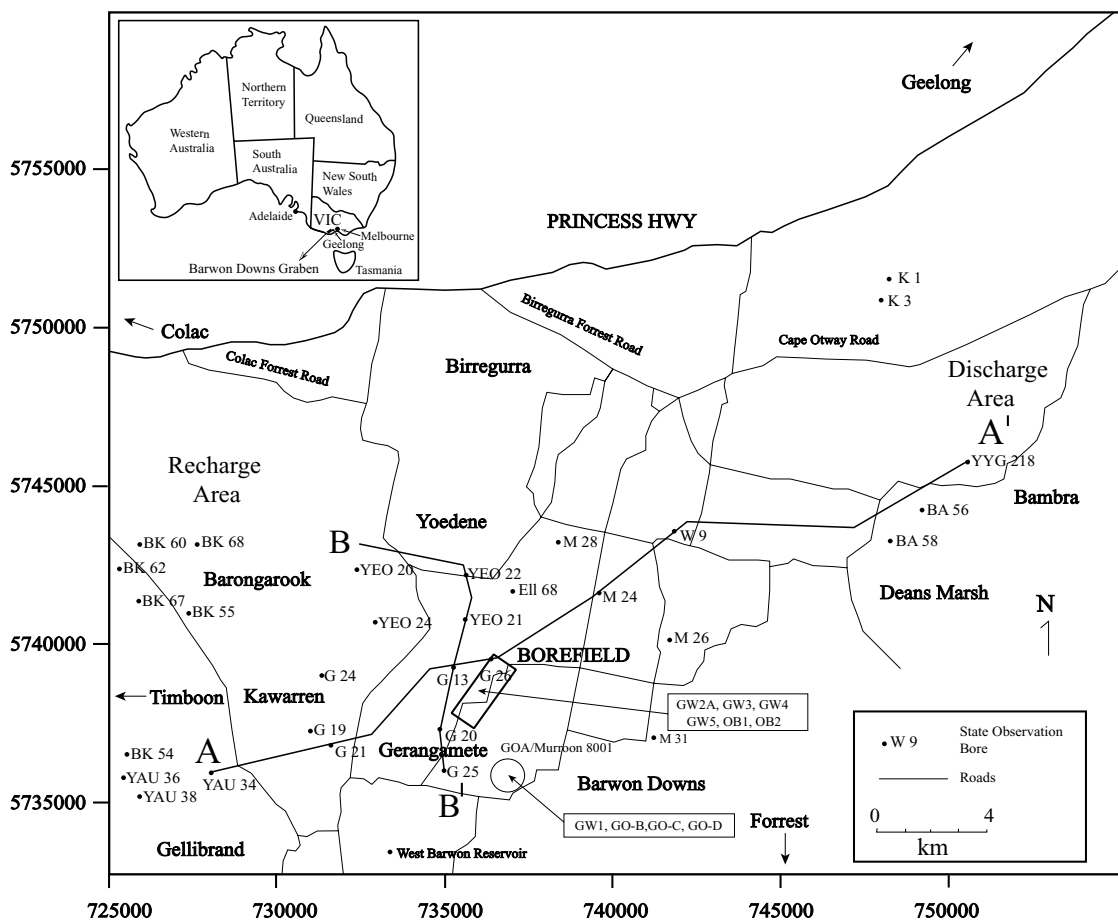 Northern
Territory
Queensland
Western
Australia
South
Australia
New South
Wales
Adelaide
VIC
Melbourne
Geelong
Barwon Downs Graben
Tasmania
Geelong
5755000
PRINCESS HWY
K 1
K 3
5750000
Colac
Birregurra Forrest Road
Cape Otway Road
Colac Forrest Road
Birregurra
Discharge
Area
A'
YYG 218
Recharge
Area
5745000
Bambra
BA 56
Yoedene
W 9
BA 58
B
M 28
BK 60
BK 68
BK 62
YEO 20
YEO 22
Barongarook
Ell 68
M 24
Deans Marsh
N
BK 67
BK 55
YEO 24
YEO 21
M 26
5740000
BOREFIELD
G 13
G 26
G 24
Timboon
Kawarren
GW2A, GW3, GW4
GW5, OB1, OB2
G 19
G 20
M 31
G 21
A
BK 54
Gerangamete
GOA/Murroon 8001
YAU 36
YAU 34
G 25
Barwon Downs
YAU 38
B'
5735000
GW1, GO-B,GO-C, GO-D
Forrest
Gellibrand
West Barwon Reservoir
W 9
State Observation
Bore
Roads
0
4
km
725000
730000
735000
740000
745000
750000